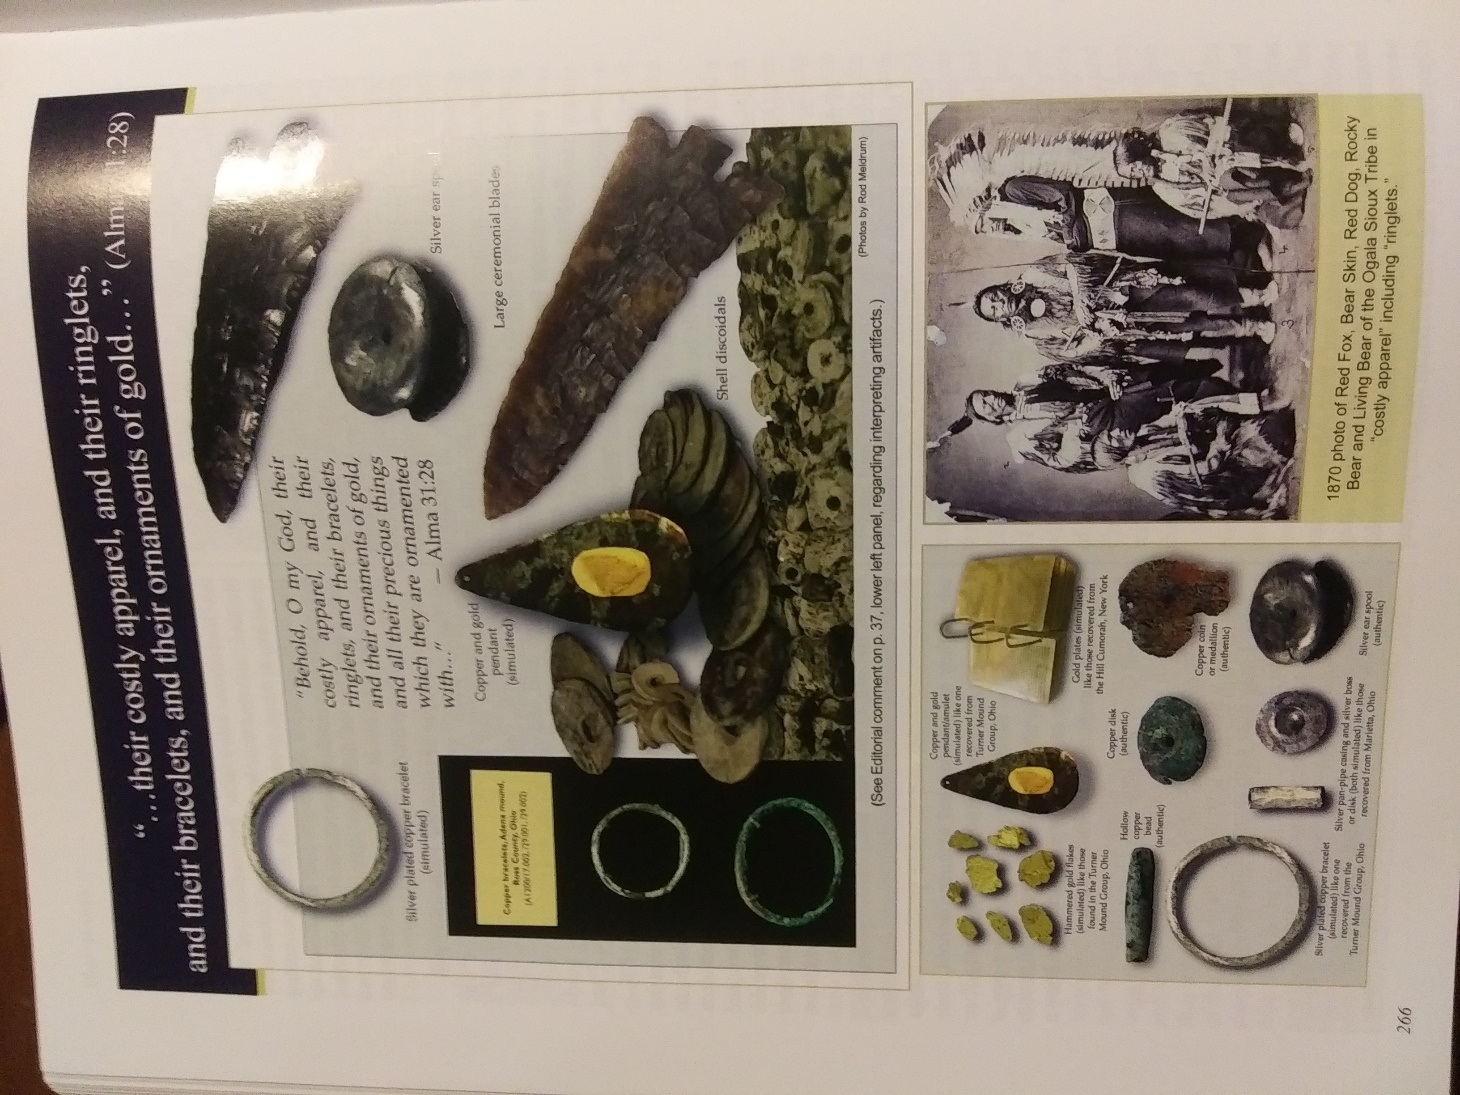 “...their costly apparel, and their ringlets,
and their bracelets, and their ornaments of gold...” (Alma :28)
“Behold, O my God, their
costly apparel, and their
ringlets, and their bracelets,
and their ornaments of gold,
and all their precious things
which they are ornamented
with...”
— Alma 31:28
Silver ear
Large ceremonial blades
Silver plated copper bracelet
(simulated)
Copper and gold
pendant
(simulated)
Shell discoidals
Copper bracelets, Adena mound,
Ross County, Ohio
(Photos by Rod Meldrum)
(See Editorial comment on p. 37, lower left panel, regarding interpreting artifacts.)
Hammered gold flakes
(simulated) like those
found in the Turner
Mound Group, Ohio
Copper and gold
pendant/amulet
(simulated) like one
recovered from
Turner Mound
Group, Ohio
Gold plates (simulated)
like those recovered from
the Hill Cumorah, New York
Hollow
copper
bead
(authentic)
Copper disk
(authentic)
Copper coin
or medallion
(authentic)
Silver plated copper bracelet
(simulated) like one
recovered from the
Turner Mound Group, Ohio
Silver pan-pipe casing and silver boss
or disk (both simulated) like those
recovered from Marietta, Ohio
Silver ear spool
(authentic)
1870 photo of Red Fox, Bear Skin, Red Dog, Rocky
Bear and Living Bear of the Ogala Sioux Tribe in
“costly apparel” including “ringlets.”
266